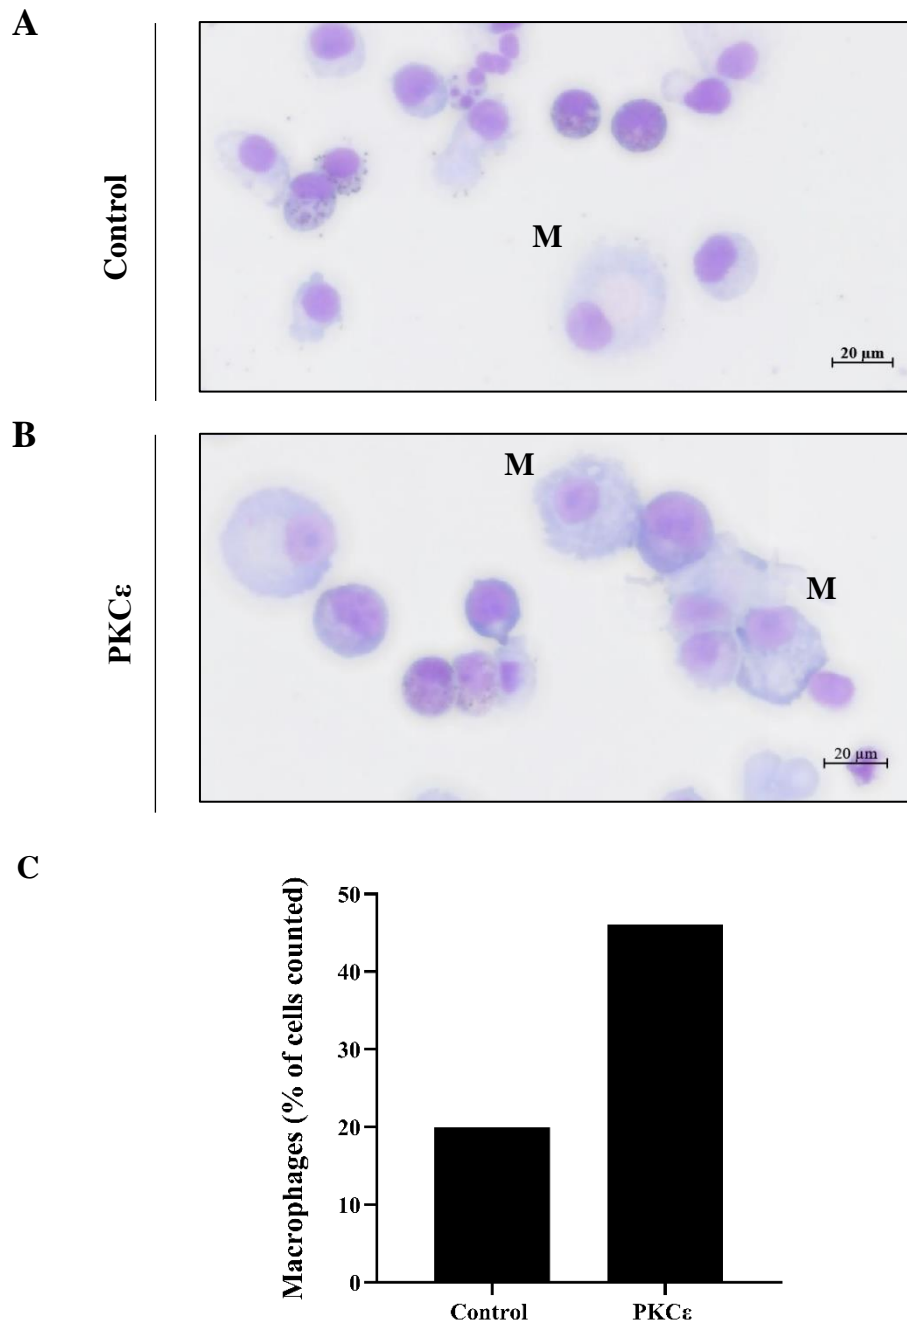 A
Control
M
20 µm
B
PKCε
M
M
20 µm
C
Macrophages (% of cells counted)
50
40
30
20
10
0
Control
PKCε